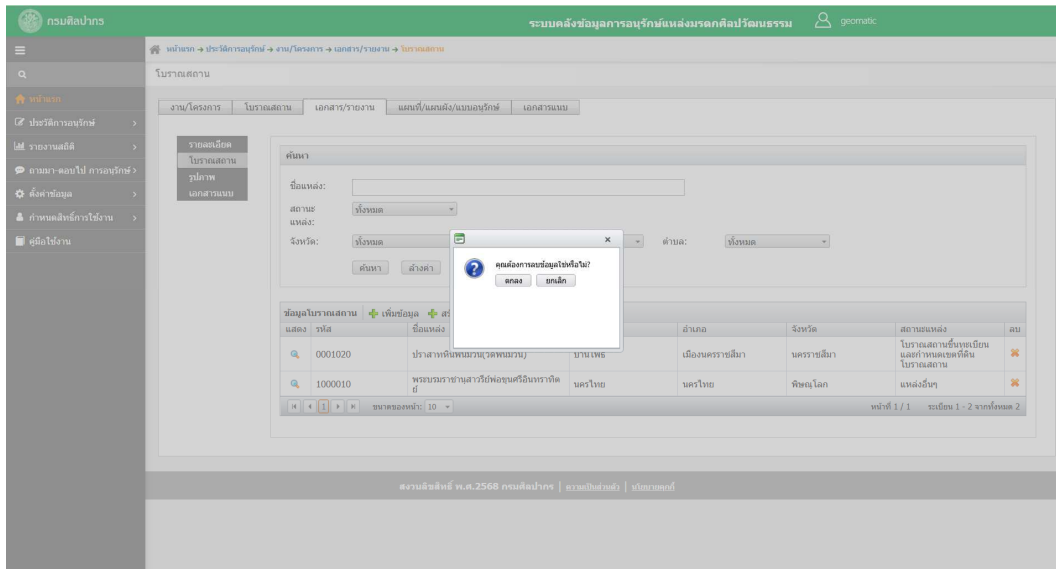 กรมศิลปากร
ระบบคลังข้อมูลการอนุรักษ์แหล่งมรดกศิลปวัฒนธรรม geomatic
หน้าแรก → ประวัติการอนุรักษ์ → งาน/โครงการ → เอกสาร/รายงาน → โบราณสถาน
โบราณสถาน
หน้าแรก
ประวัติการอนุรักษ์
รายงานสถิติ
ถามมา-ตอบไป การอนุรักษ์
ตั้งค่าข้อมูล
กำหนดสิทธิ์การใช้งาน
คู่มือใช้งาน
งาน/โครงการ โบราณสถาน เอกสาร/รายงาน แผนที่/แผนผัง/แบบอนุรักษ์ เอกสารแนบ
รายละเอียด
โบราณสถาน
รูปภาพ
เอกสารแนบ
ค้นหา
ชื่อแหล่ง:
สถานะ ทั้งหมด
แหล่ง:
จังหวัด: ทั้งหมด ตำบล: ทั้งหมด
ค้นหา ล้างค่า
คุณต้องการลบข้อมูลใช่หรือไม่?
ตกลง ยกเลิก
ข้อมูลโบราณสถาน เพิ่มข้อมูล
แสดง รหัส ชื่อแหล่ง อำเภอ จังหวัด สถานะแหล่ง ลบ
0001020 ปราสาทหินพนมวัน(วัดพนมวัน) บ้านโพธิ์ เมืองนครราชสีมา นครราชสีมา โบราณสถานขึ้นทะเบียน
และกำหนดเขตที่ดิน
โบราณสถาน
1000010 พระบรมราชานุสาวรีย์พ่อขุนศรีอินทราทิต
ย์ นครไทย นครไทย พิษณุโลก แหล่งอื่นๆ
1 ขนาดของหน้า: 10 หน้าที่ 1 / 1 ระเบียน 1 - 2 จากทั้งหมด 2
สงวนลิขสิทธิ์ พ.ศ.2568 กรมศิลปากร | ความเป็นส่วนตัว | นโยบายคุกกี้